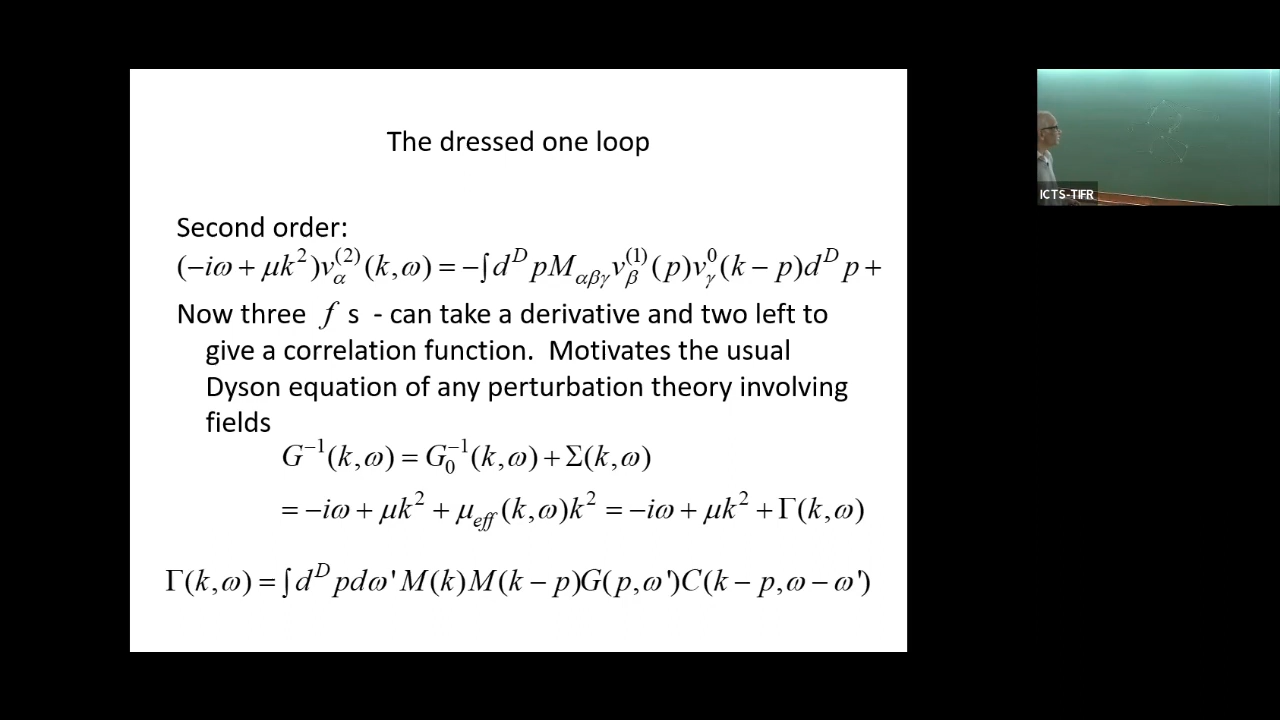 The dressed one loop
Second order:
(-iω + μk²)v_α^(2)(k,ω) = -∫d^D pM_αβγ v_β^(1)(p)v_γ^0(k - p)d^D p +
Now three f s - can take a derivative and two left to
give a correlation function. Motivates the usual
Dyson equation of any perturbation theory involving
fields
G⁻¹(k,ω) = G₀⁻¹(k,ω) + Σ(k,ω)
= -iω + μk² + μ_eff(k,ω)k² = -iω + μk² + Γ(k,ω)
Γ(k,ω) = ∫d^D pdω'M(k)M(k - p)G(p,ω')C(k - p,ω - ω')
ICTS-TIFR